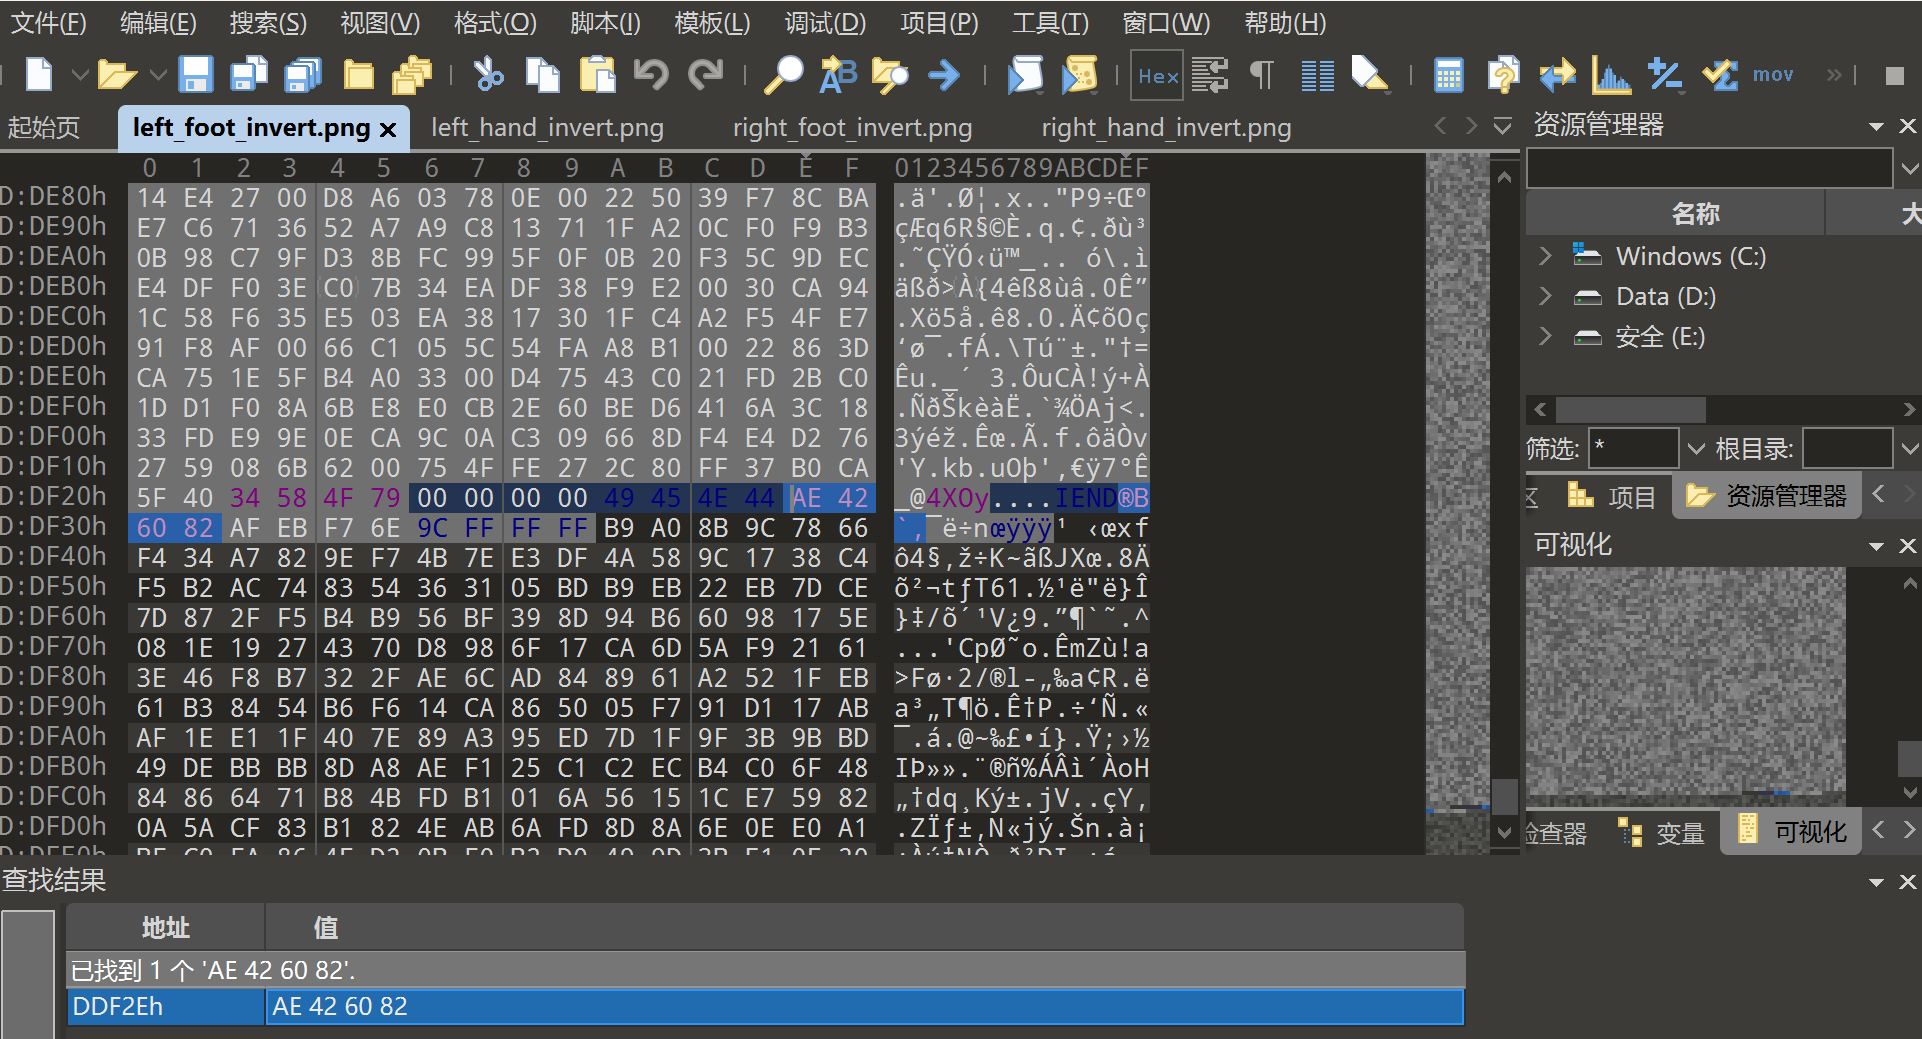 文件(F) 编辑(E) 搜索(S) 视图(V) 格式(O) 脚本(I) 模板(L) 调试(D) 项目(P) 工具(T) 窗口(W) 帮助(H)
Hex mov »
起始页 left_foot_invert.png × left_hand_invert.png right_foot_invert.png right_hand_invert.png
0 1 2 3 4 5 6 7 8 9 A B C D E F 0123456789ABCDEF
D:DE80h 14 E4 27 00 D8 A6 03 78 0E 00 22 50 39 F7 8C BA .ä'.Ø¦.x.."P9÷Œº
D:DE90h E7 C6 71 36 52 A7 A9 C8 13 71 1F A2 0C F0 F9 B3 çÆq6R§©È.q.¢.ðù³
D:DEA0h 0B 98 C7 9F D3 8B FC 99 5F 0F 0B 20 F3 5C 9D EC .˜ÇŸÓ‹ü™_.. ó\.ì
D:DEB0h E4 DF F0 3E C0 7B 34 EA DF 38 F9 E2 00 30 CA 94 äßð>À{4êß8ùâ.0Ê”
D:DEC0h 1C 58 F6 35 E5 03 EA 38 17 30 1F C4 A2 F5 4F E7 .Xö5å.ê8.0.Ä¢õOç
D:DED0h 91 F8 AF 00 66 C1 05 5C 54 FA A8 B1 00 22 86 3D ‘ø¯.fÁ.\Tú¨±."†=
D:DEE0h CA 75 1E 5F B4 A0 33 00 D4 75 43 C0 21 FD 2B C0 Êu._´ 3.ÔuCÀ!ý+À
D:DEF0h 1D D1 F0 8A 6B E8 E0 CB 2E 60 BE D6 41 6A 3C 18 .ÑðŠkèàË.`¾ÖAj<.
D:DF00h 33 FD E9 9E 0E CA 9C 0A C3 09 66 8D F4 E4 D2 76 3ýéž.Êœ.Ã.f.ôäÒv
D:DF10h 27 59 08 6B 62 00 75 4F FE 27 2C 80 FF 37 B0 CA 'Y.kb.uOþ',€ÿ7°Ê
D:DF20h 5F 40 34 58 4F 79 00 00 00 00 49 45 4E 44 AE 42 _@4XOy....IEND®B
D:DF30h 60 82 AF EB F7 6E 9C FF FF FF B9 A0 8B 9C 78 66 `‚¯ë÷nœÿÿÿ¹ ‹œxf
D:DF40h F4 34 A7 82 9E F7 4B 7E E3 DF 4A 58 9C 17 38 C4 ô4§‚ž÷K~ãßJXœ.8Ä
D:DF50h F5 B2 AC 74 83 54 36 31 05 BD B9 EB 22 EB 7D CE õ²¬tƒT61.½¹ë"ë}Î
D:DF60h 7D 87 2F F5 B4 B9 56 BF 39 8D 94 B6 60 98 17 5E }‡/õ´¹V¿9.”¶`˜.^
D:DF70h 08 1E 19 27 43 70 D8 98 6F 17 CA 6D 5A F9 21 61 ...'CpØ˜o.ÊmZù!a
D:DF80h 3E 46 F8 B7 32 2F AE 6C AD 84 89 61 A2 52 1F EB >Fø·2/®l-„‰a¢R.ë
D:DF90h 61 B3 84 54 B6 F6 14 CA 86 50 05 F7 91 D1 17 AB a³„T¶ö.Ê†P.÷‘Ñ.«
D:DFA0h AF 1E E1 1F 40 7E 89 A3 95 ED 7D 1F 9F 3B 9B BD ¯.á.@~‰£•í}.Ÿ;›½
D:DFB0h 49 DE BB BB 8D A8 AE F1 25 C1 C2 EC B4 C0 6F 48 IÞ»».¨®ñ%ÁÂì´ÀoH
D:DFC0h 84 86 64 71 B8 4B FD B1 01 6A 56 15 1C E7 59 82 „†dq¸Ký±.jV..çY‚
D:DFD0h 0A 5A CF 83 B1 82 4E AB 6A FD 8D 8A 6E 0E E0 A1 .ZÏƒ±‚N«jý.Šn.à¡
资源管理器
名称 大
Windows (C:)
Data (D:)
安全 (E:)
筛选: * 根目录:
项目 资源管理器
可视化
检查器 变量 可视化
查找结果
地址 值
已找到 1 个 'AE 42 60 82'.
DDF2Eh AE 42 60 82